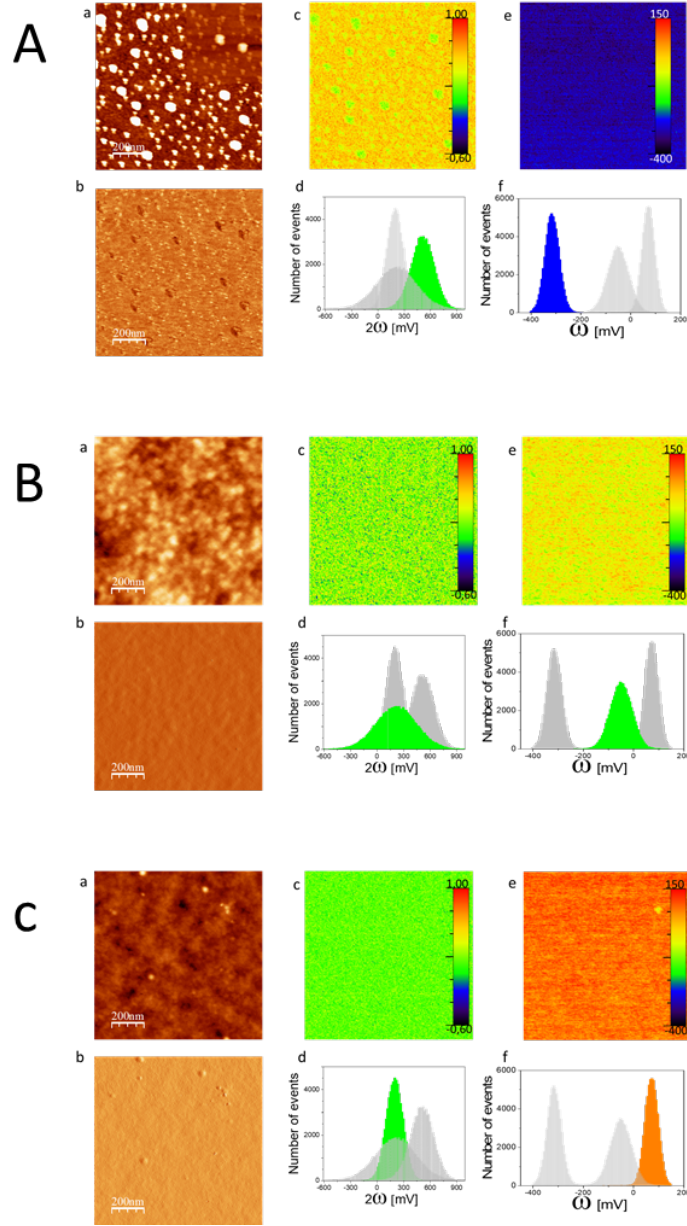 A
a
200nm
c
1,00
-0,60
e
150
-400
b
200nm
d
Number of events
4000
2000
0
-600 -300 0 300 600 900
2ω [mV]
f
Number of events
6000
4000
2000
0
-400 -200 0
ω [mV]
B
a
200nm
c
1,00
-0,60
e
150
-400
b
200nm
d
Number of events
4000
2000
0
-600 -300 0 300 600 900
2ω [mV]
f
Number of events
6000
4000
2000
0
-400 -200 0
ω [mV]
c
a
200nm
c
1,00
-0,60
e
150
-400
b
200nm
d
Number of events
4000
2000
0
-600 -300 0 300 600 900
2ω [mV]
f
Number of events
6000
4000
2000
0
-400 -200 0
ω [mV]